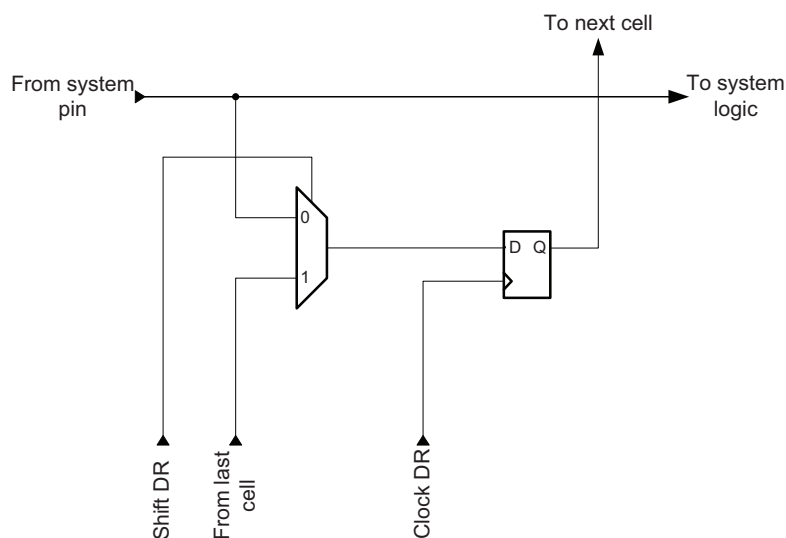 To next cell
From system
pin
To system
logic
0
1
D Q
Shift DR
From last
cell
Clock DR